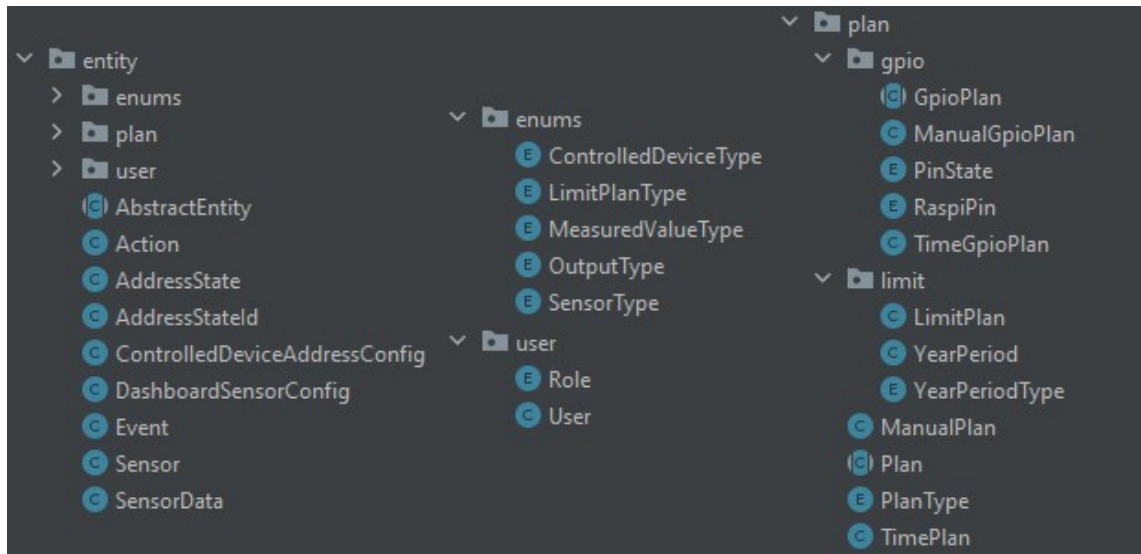 entity
enums
plan
user
AbstractEntity
Action
AddressState
AddressStateId
ControlledDeviceAddressConfig
DashboardSensorConfig
Event
Sensor
SensorData
enums
ControlledDeviceType
LimitPlanType
MeasuredValueType
OutputType
SensorType
user
Role
User
plan
gpio
GpioPlan
ManualGpioPlan
PinState
RaspiPin
TimeGpioPlan
limit
LimitPlan
YearPeriod
YearPeriodType
ManualPlan
Plan
PlanType
TimePlan